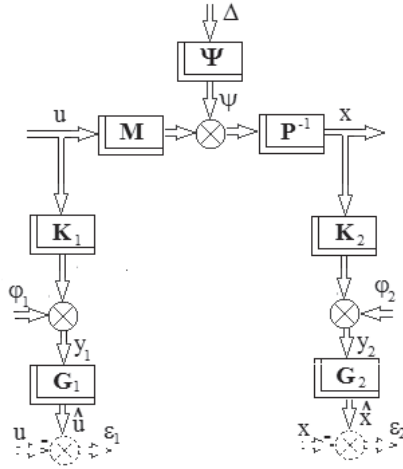 Δ
Ψ
u ψ x
M P⁻¹
K₁ K₂
φ₁ φ₂
y₁ y₂
G₁ G₂
u - û ε₁ x - x̂ ε₂